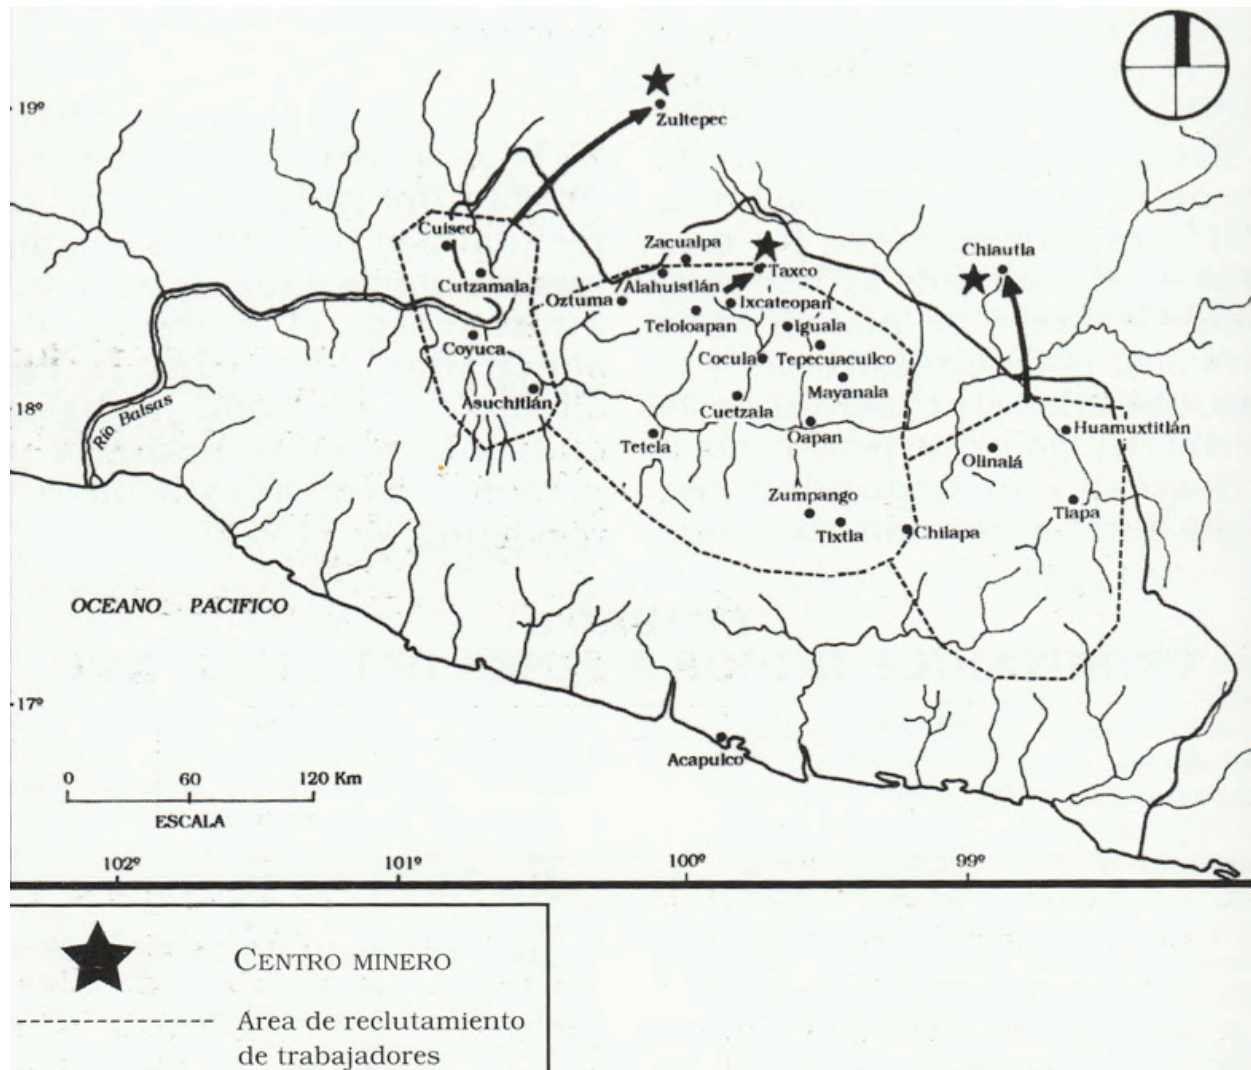 19º
Zultepec
Cuiseo
Cutzamala
Zacualpa
Taxco
Alahuistlán
Oztuma
Ixcateopan
Teloloapan
Iguala
Cocula
Tepecuacuilco
Coyuca
Mayanala
Asuchitlán
Cuetzala
Oapan
Tetela
Chiautla
18º
Río Balsas
Huamuxtitlán
Olinalá
Zumpango
Tlapa
Tixtla
Chilapa
OCEANO PACIFICO
17º
Acapulco
0 60 120 Km
ESCALA
102º 101º 100º 99º
CENTRO MINERO
Area de reclutamiento
de trabajadores